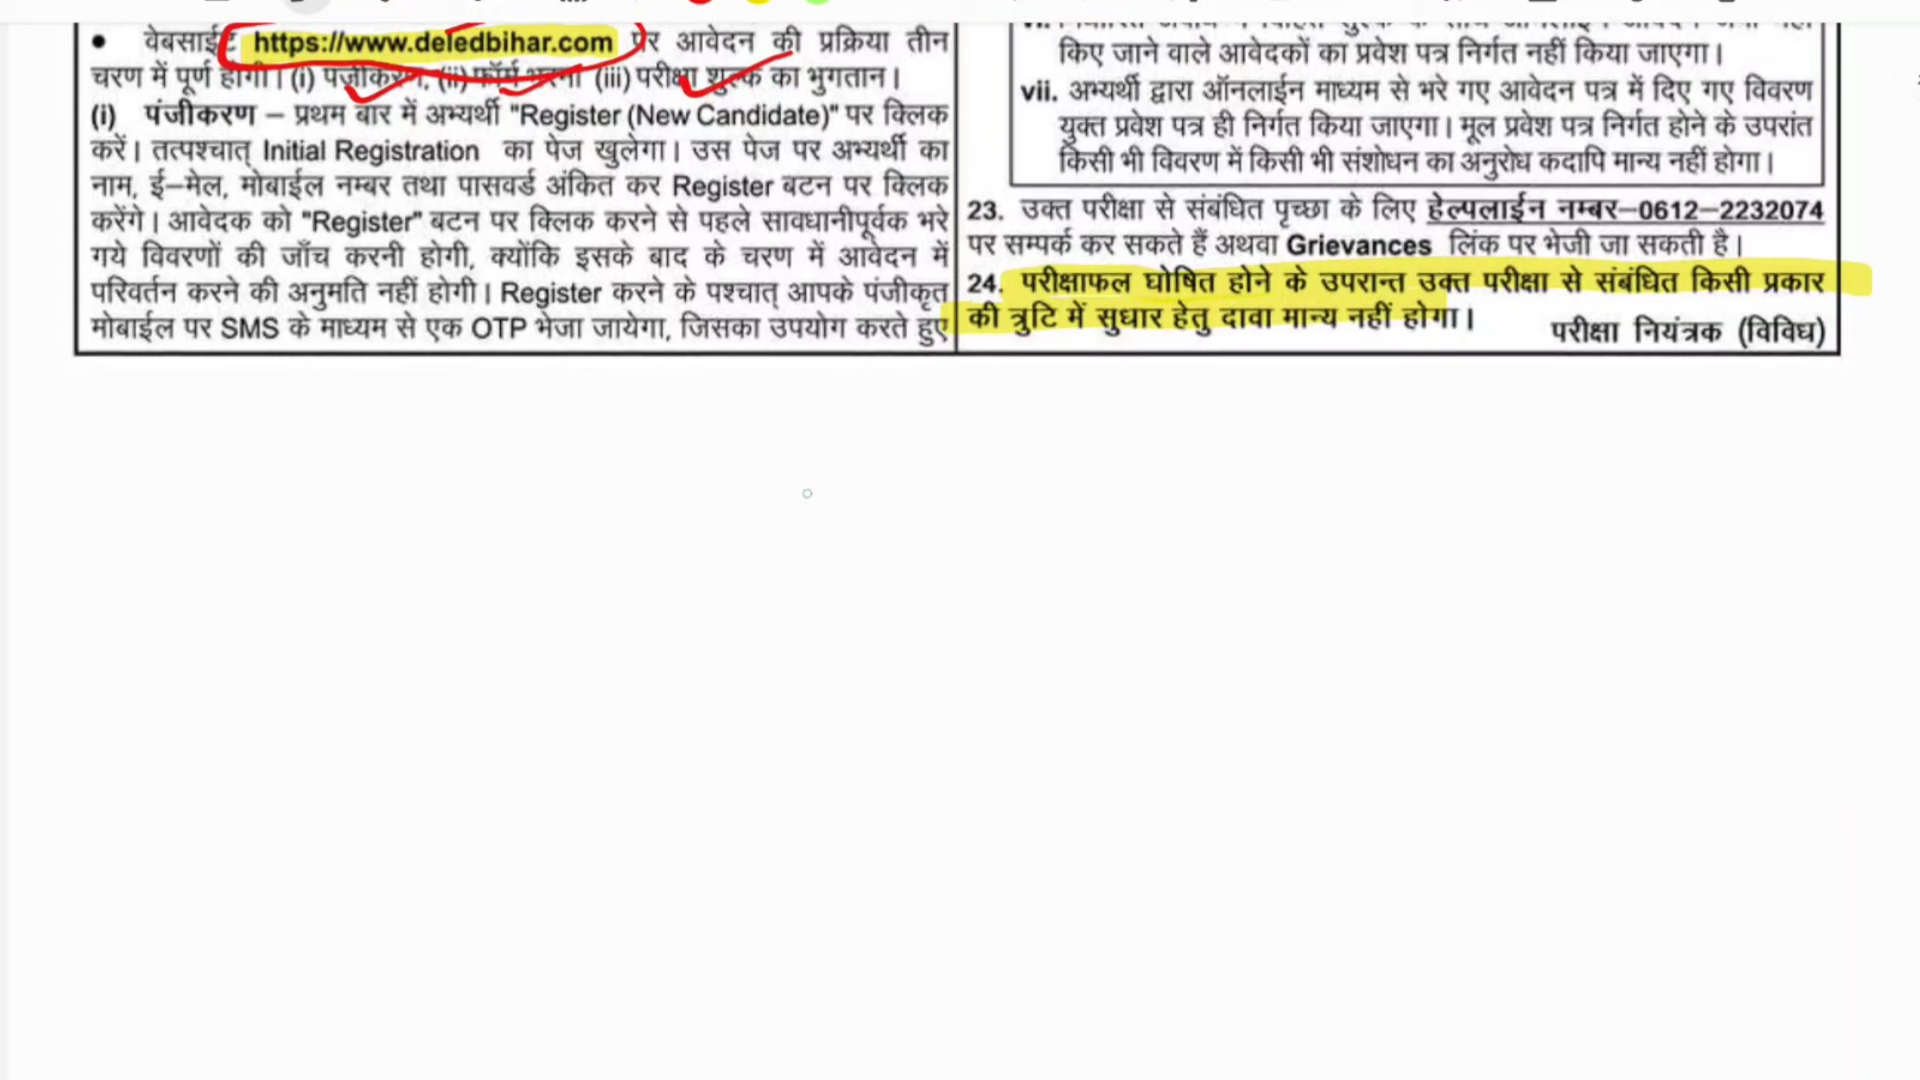 • वेबसाईट https://www.deledbihar.com पर आवेदन की प्रक्रिया तीन
चरण में पूर्ण होगी। (i) पंजीकरण, (ii) फॉर्म भरना (iii) परीक्षा शुल्क का भुगतान।
(i) पंजीकरण – प्रथम बार में अभ्यर्थी "Register (New Candidate)" पर क्लिक
करें। तत्पश्चात् Initial Registration का पेज खुलेगा। उस पेज पर अभ्यर्थी का
नाम, ई–मेल, मोबाईल नम्बर तथा पासवर्ड अंकित कर Register बटन पर क्लिक
करेंगे। आवेदक को "Register" बटन पर क्लिक करने से पहले सावधानीपूर्वक भरे
गये विवरणों की जाँच करनी होगी, क्योंकि इसके बाद के चरण में आवेदन में
परिवर्तन करने की अनुमति नहीं होगी। Register करने के पश्चात् आपके पंजीकृत
मोबाईल पर SMS के माध्यम से एक OTP भेजा जायेगा, जिसका उपयोग करते हुए
किए जाने वाले आवेदकों का प्रवेश पत्र निर्गत नहीं किया जाएगा।
vii. अभ्यर्थी द्वारा ऑनलाईन माध्यम से भरे गए आवेदन पत्र में दिए गए विवरण
युक्त प्रवेश पत्र ही निर्गत किया जाएगा। मूल प्रवेश पत्र निर्गत होने के उपरांत
किसी भी विवरण में किसी भी संशोधन का अनुरोध कदापि मान्य नहीं होगा।
23. उक्त परीक्षा से संबंधित पृच्छा के लिए हेल्पलाईन नम्बर–0612–2232074
पर सम्पर्क कर सकते हैं अथवा Grievances लिंक पर भेजी जा सकती है।
24. परीक्षाफल घोषित होने के उपरान्त उक्त परीक्षा से संबंधित किसी प्रकार
की त्रुटि में सुधार हेतु दावा मान्य नहीं होगा।
परीक्षा नियंत्रक (विविध)